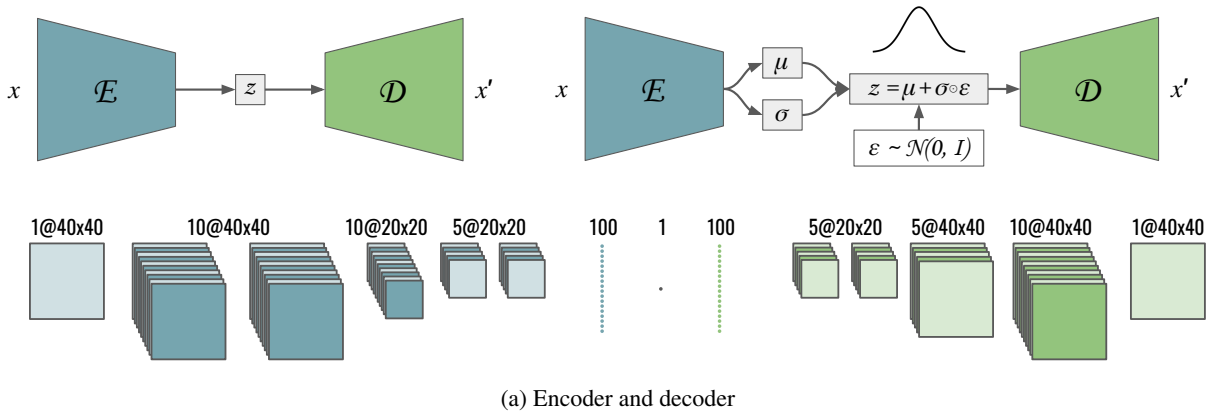 x
E
z
D
x'
x
E
μ
σ
z = μ + σ◦ε
ε ~ N(0, I)
D
x'
1@40x40
10@40x40
10@20x20
5@20x20
100
1
100
5@20x20
5@40x40
10@40x40
1@40x40
(a) Encoder and decoder